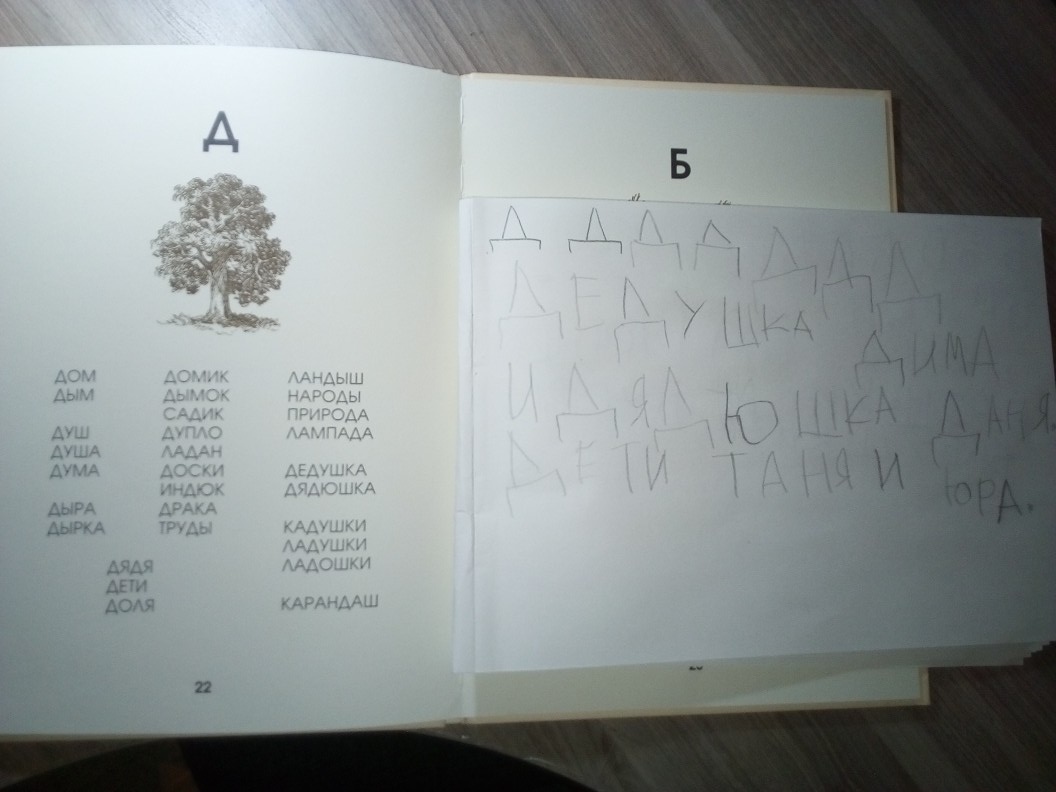 Д
ДОМ ДОМИК ЛАНДЫШ
ДЫМ ДЫМОК НАРОДЫ
САДИК ПРИРОДА
ДУШ ДУПЛО ЛАМПАДА
ДУША ЛАДАН
ДУМА ДОСКИ ДЕДУШКА
ИНДЮК ДЯДЮШКА
ДЫРА ДРАКА
ДЫРКА ТРУДЫ КАДУШКИ
ЛАДУШКИ
ДЯДЯ ЛАДОШКИ
ДЕТИ
ДОЛЯ КАРАНДАШ
22
Б
Д Д Д Д Д Д Д
ДЕДУШКА ДИМА
И ДЯДЮШКА ДАНЯ.
ДЕТИ ТАНЯ И ЮРА.